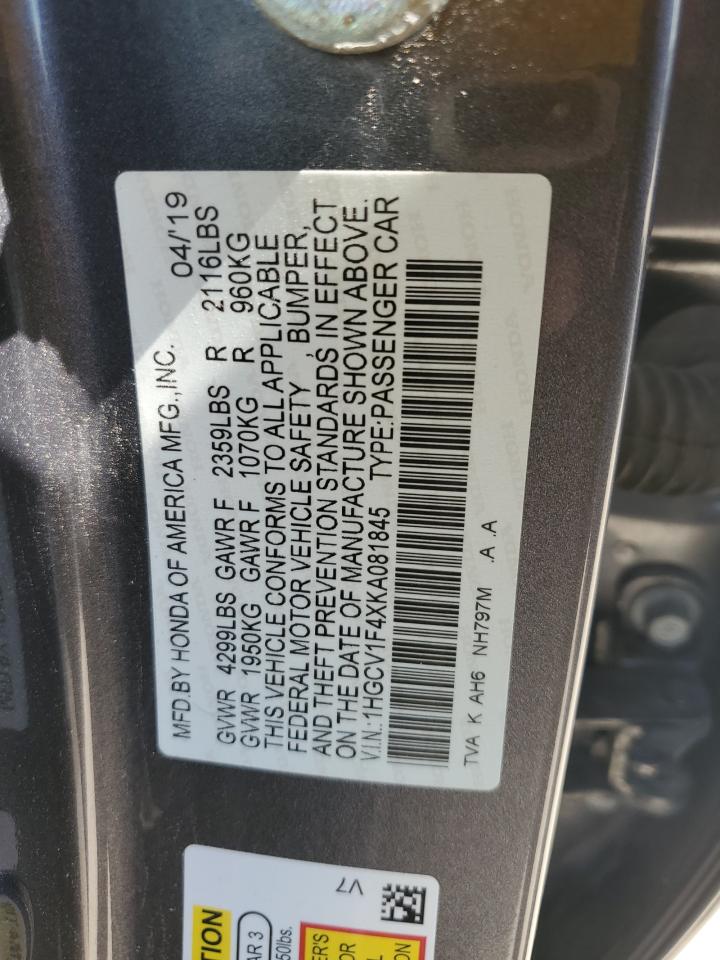 MFD.BY HONDA OF AMERICA MFG.,INC. 04/'19
GVWR 4299LBS GAWR F 2359LBS R 2116LBS
GVWR 1950KG GAWR F 1070KG R 960KG
THIS VEHICLE CONFORMS TO ALL APPLICABLE
FEDERAL MOTOR VEHICLE SAFETY , BUMPER,
AND THEFT PREVENTION STANDARDS IN EFFECT
ON THE DATE OF MANUFACTURE SHOWN ABOVE.
V.I.N.:1HGCV1F4XKA081845 TYPE:PASSENGER CAR
TVA K AH6 NH797M .A .A
V7